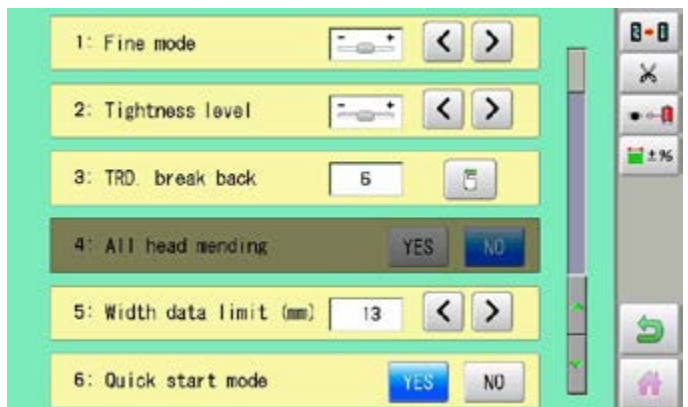 1: Fine mode - +
2: Tightness level - +
3: TRD. break back 6
4: All head mending YES NO
5: Width data limit (mm) 13
6: Quick start mode YES NO
±%